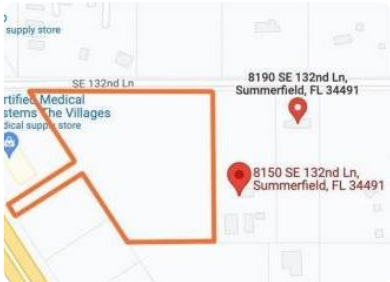 supply store
SE 132nd Ln
8190 SE 132nd Ln,
Summerfield, FL 34491
rtified Medical
stems The Villages
dical supply store
8150 SE 132nd Ln,
Summerfield, FL 34491